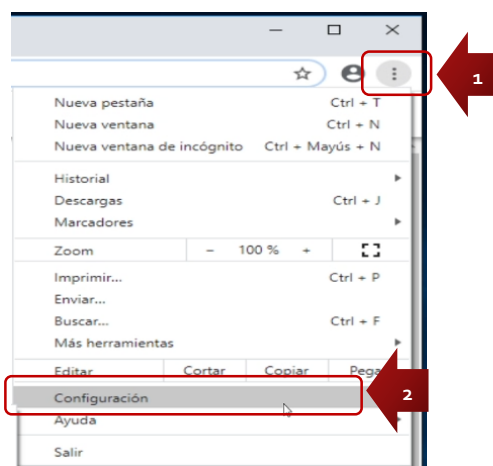 1
Nueva pestaña Ctrl + T
Nueva ventana Ctrl + N
Nueva ventana de incógnito Ctrl + Mayús + N
Historial
Descargas Ctrl + J
Marcadores
Zoom - 100 % +
Imprimir... Ctrl + P
Enviar...
Buscar... Ctrl + F
Más herramientas
Editar Cortar Copiar Pega
Configuración 2
Ayuda
Salir